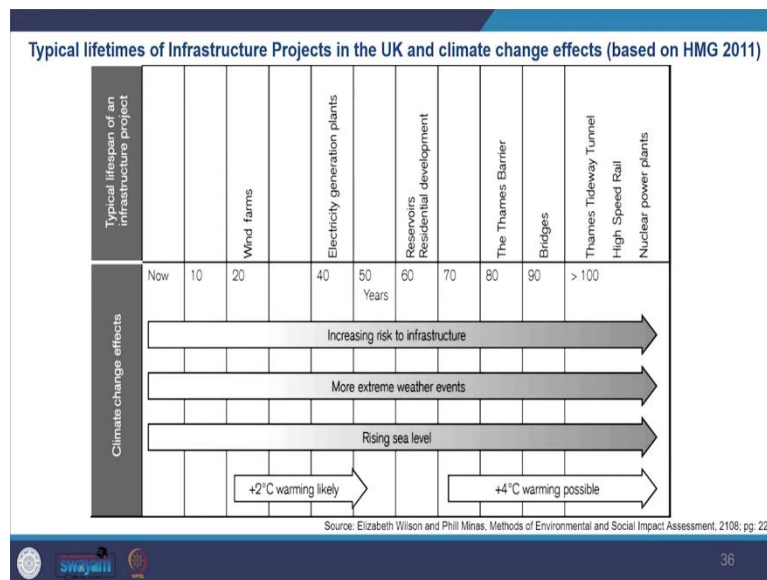 Typical lifetimes of Infrastructure Projects in the UK and climate change effects (based on HMG 2011)
Typical lifespan of an
infrastructure project
Wind farms
Electricity generation plants
Reservoirs
Residential development
The Thames Barrier
Bridges
Thames Tideway Tunnel
High Speed Rail
Nuclear power plants
Now 10 20 40 50 60 70 80 90 > 100
Years
Climate change effects
Increasing risk to infrastructure
More extreme weather events
Rising sea level
+2°C warming likely
+4°C warming possible
Source: Elizabeth Wilson and Phill Minas, Methods of Environmental and Social Impact Assessment, 2108; pg: 22
swayam
36